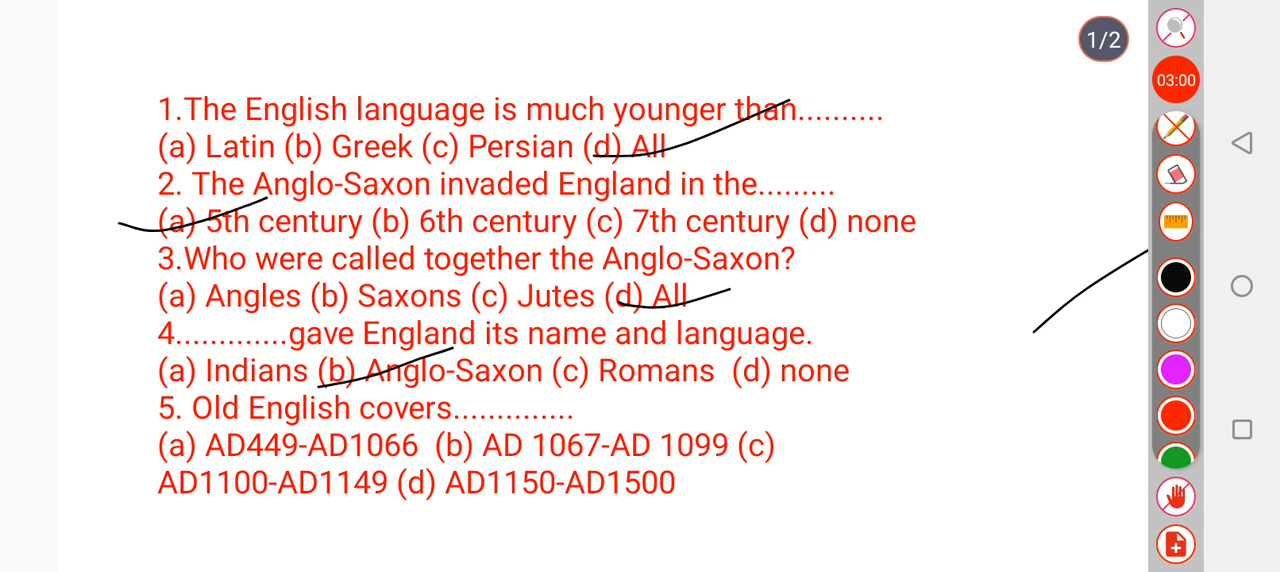 1/2
03:00
1.The English language is much younger than..........
(a) Latin (b) Greek (c) Persian (d) All
2. The Anglo-Saxon invaded England in the.........
(a) 5th century (b) 6th century (c) 7th century (d) none
3.Who were called together the Anglo-Saxon?
(a) Angles (b) Saxons (c) Jutes (d) All
4.............gave England its name and language.
(a) Indians (b) Anglo-Saxon (c) Romans (d) none
5. Old English covers..............
(a) AD449-AD1066 (b) AD 1067-AD 1099 (c)
AD1100-AD1149 (d) AD1150-AD1500